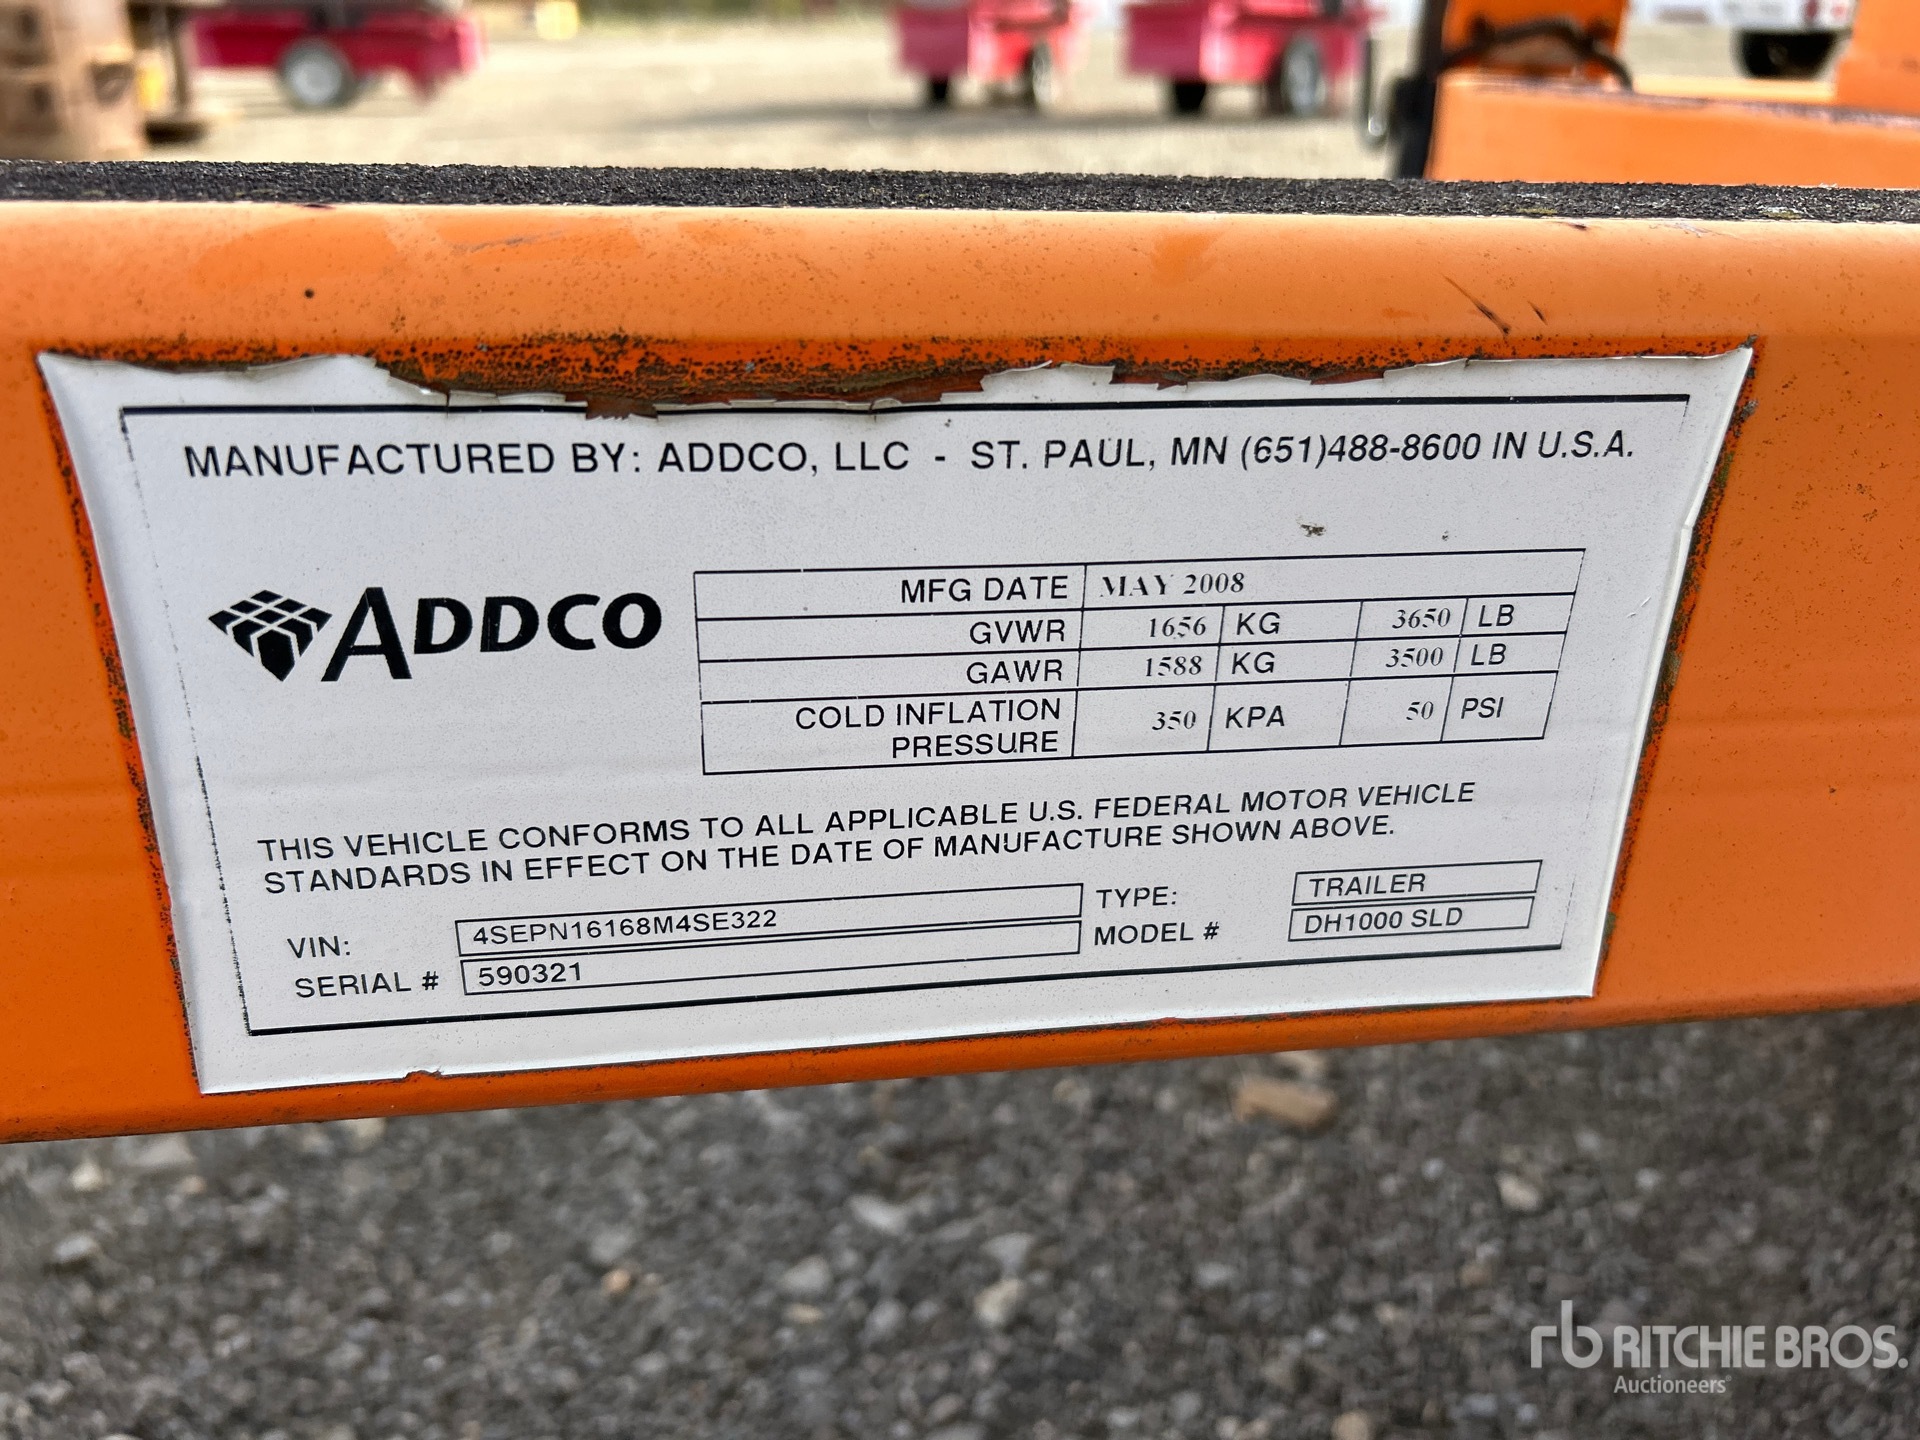 MANUFACTURED BY: ADDCO, LLC - ST. PAUL, MN (651)488-8600 IN U.S.A.
ADDCO
MFG DATE MAY 2008
GVWR 1656 KG 3650 LB
GAWR 1588 KG 3500 LB
COLD INFLATION PRESSURE 350 KPA 50 PSI
THIS VEHICLE CONFORMS TO ALL APPLICABLE U.S. FEDERAL MOTOR VEHICLE
STANDARDS IN EFFECT ON THE DATE OF MANUFACTURE SHOWN ABOVE.
VIN: 4SEPN16168M4SE322 TYPE: TRAILER
SERIAL # 590321 MODEL # DH1000 SLD
rb RITCHIE BROS.
Auctioneers